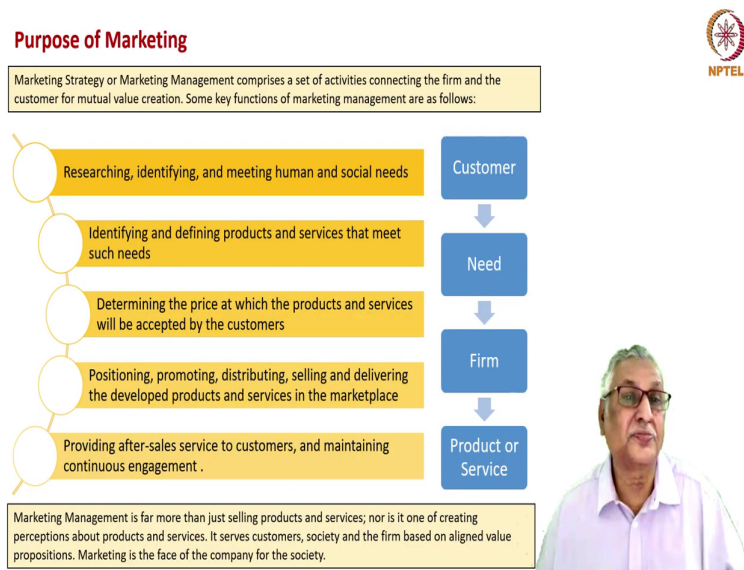 Purpose of Marketing
NPTEL
Marketing Strategy or Marketing Management comprises a set of activities connecting the firm and the
customer for mutual value creation. Some key functions of marketing management are as follows:
Researching, identifying, and meeting human and social needs
Identifying and defining products and services that meet
such needs
Determining the price at which the products and services
will be accepted by the customers
Positioning, promoting, distributing, selling and delivering
the developed products and services in the marketplace
Providing after-sales service to customers, and maintaining
continuous engagement .
Customer
Need
Firm
Product or
Service
Marketing Management is far more than just selling products and services; nor is it one of creating
perceptions about products and services. It serves customers, society and the firm based on aligned value
propositions. Marketing is the face of the company for the society.